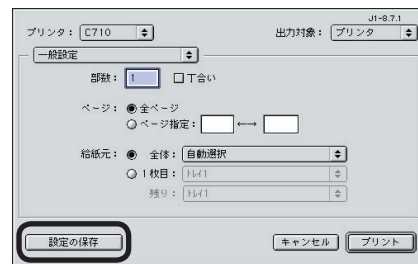 J1-8.7.1
プリンタ： C710 出力対象： プリンタ
一般設定
部数： 1 丁合い
ページ： 全ページ
ページ指定：
給紙元： 全体： 自動選択
1枚目： トレイ1
残り： トレイ1
設定の保存 キャンセル プリント